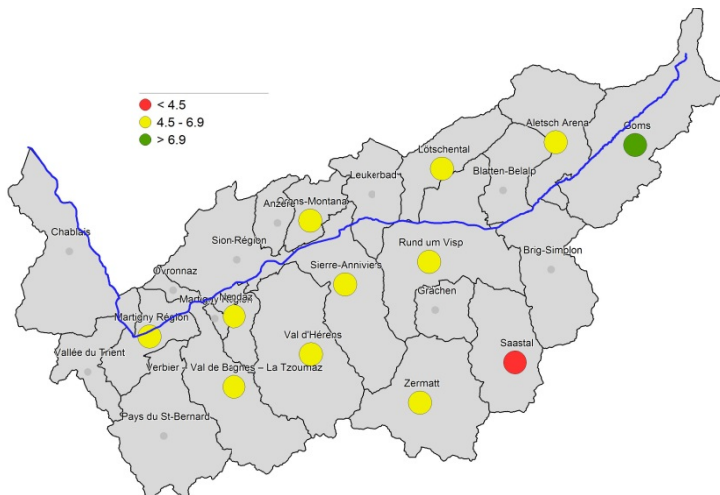 < 4.5
4.5 - 6.9
> 6.9
Goms
Aletsch Arena
Lötschental
Blatten-Belalp
Leukerbad
Crans-Montana
Anzère
Chablais
Sion-Région
Rund um Visp
Brig-Simplon
Sierre-Anniviers
Ovronnaz
Grächen
Martigny Région
Nendaz
Martigny Région
Val d'Hérens
Saastal
Vallée du Trient
Verbier – Val de Bagnes – La Tzoumaz
Zermatt
Pays du St-Bernard